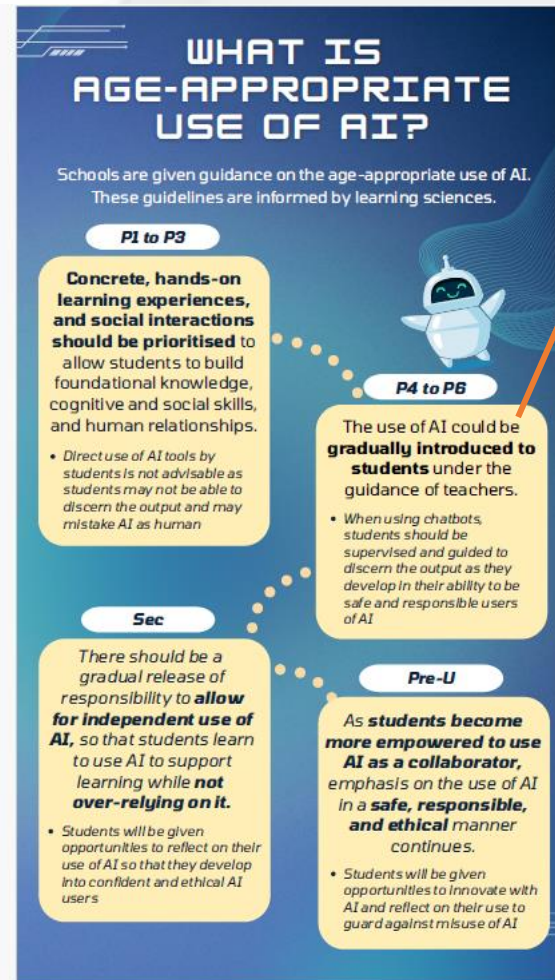 WHAT IS
AGE-APPROPRIATE
USE OF AI?
Schools are given guidance on the age-appropriate use of AI.
These guidelines are informed by learning sciences.
P1 to P3
Concrete, hands-on
learning experiences,
and social interactions
should be prioritised to
allow students to build
foundational knowledge,
cognitive and social skills,
and human relationships.
• Direct use of AI tools by
students is not advisable as
students may not be able to
discern the output and may
mistake AI as human
P4 to P6
The use of AI could be
gradually introduced to
students under the
guidance of teachers.
• When using chatbots,
students should be
supervised and guided to
discern the output as they
develop in their ability to be
safe and responsible users
of AI
Sec
There should be a
gradual release of
responsibility to allow
for independent use of
AI, so that students learn
to use AI to support
learning while not
over-relying on it.
• Students will be given
opportunities to reflect on their
use of AI so that they develop
into confident and ethical AI
users
Pre-U
As students become
more empowered to use
AI as a collaborator,
emphasis on the use of AI
in a safe, responsible,
and ethical manner
continues.
• Students will be given
opportunities to innovate with
AI and reflect on their use to
guard against misuse of AI